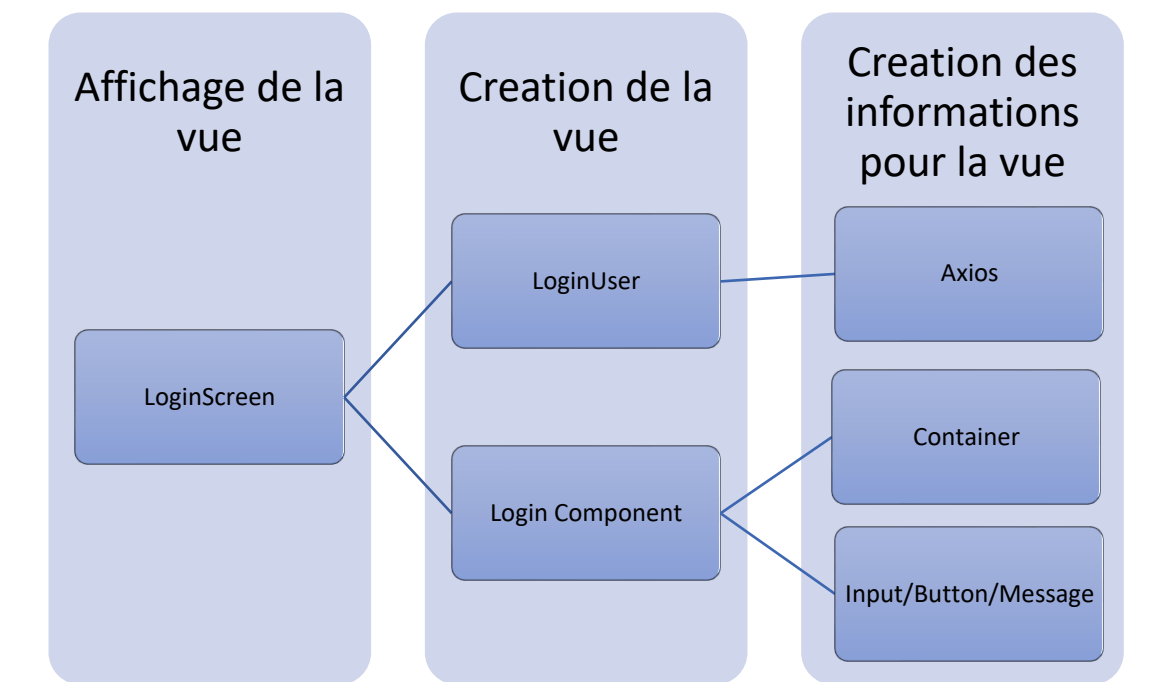 Affichage de la
vue
Creation de la
vue
Creation des
informations
pour la vue
LoginScreen
LoginUser
Login Component
Axios
Container
Input/Button/Message